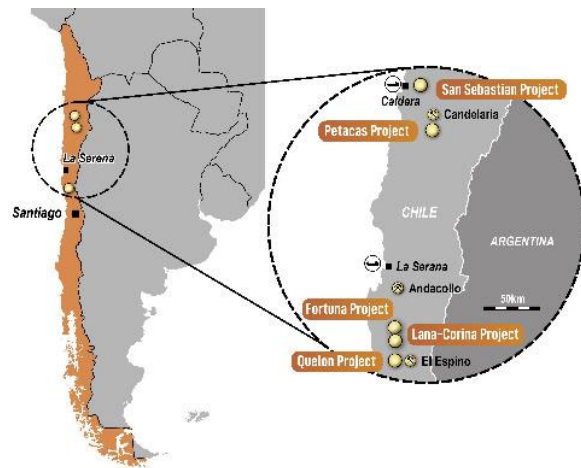 La Serena
Santiago
San Sebastian Project
Caldera
Candelaria
Petacas Project
CHILE
ARGENTINA
La Serana
Andacollo
50km
Fortuna Project
Lana-Corina Project
Quelon Project
El Espino